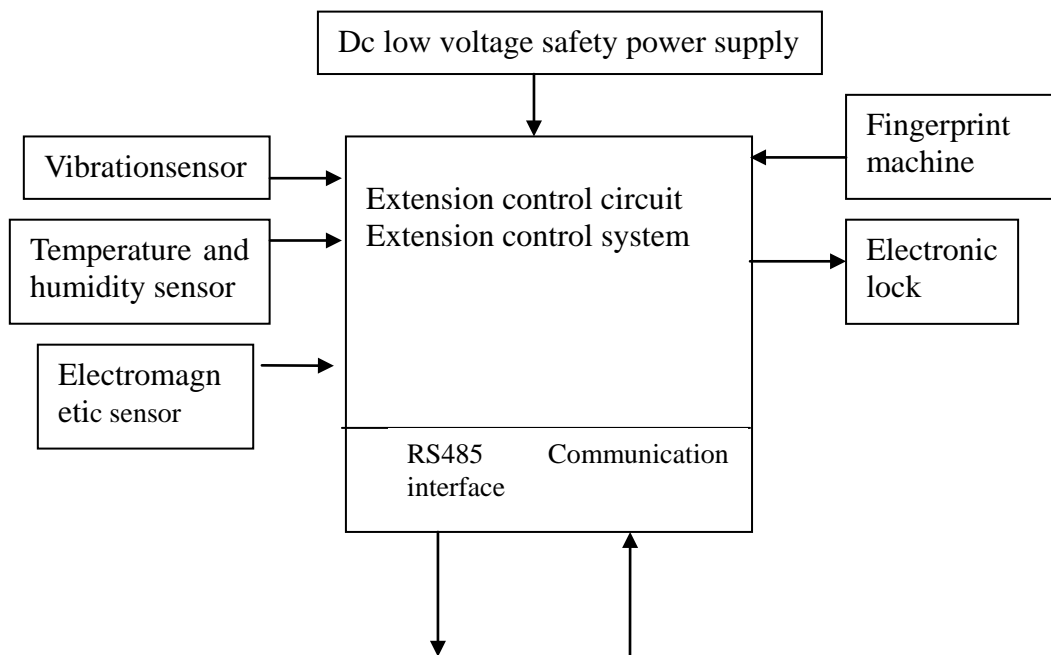 Dc low voltage safety power supply
Fingerprint
machine
Vibrationsensor
Extension control circuit
Extension control system
Temperature and
humidity sensor
Electronic
lock
Electromagn
etic sensor
RS485 Communication
interface